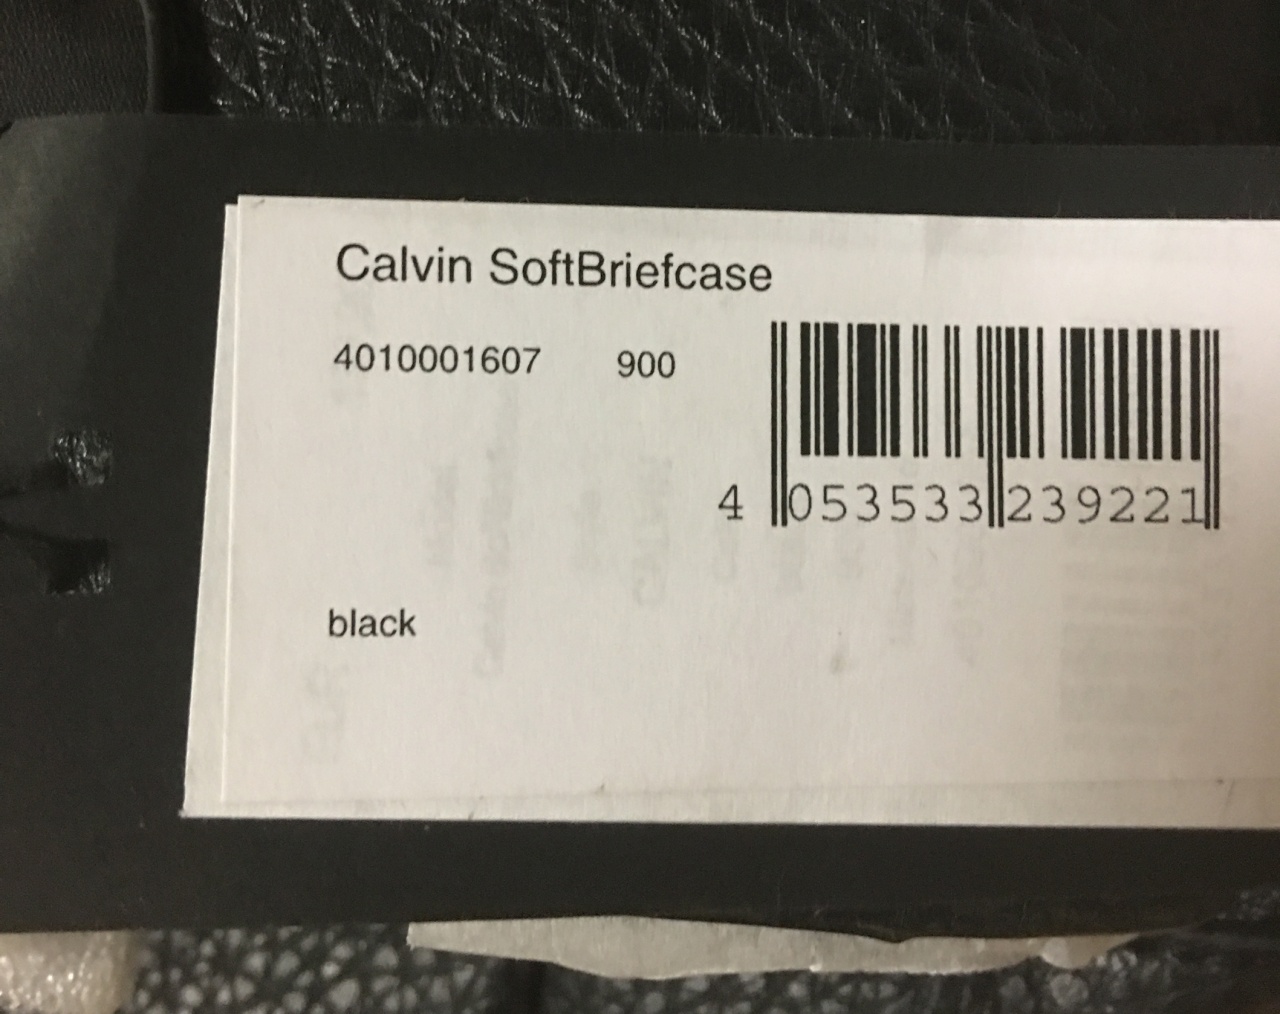 Calvin SoftBriefcase
4010001607 900
4 053533 239221
black